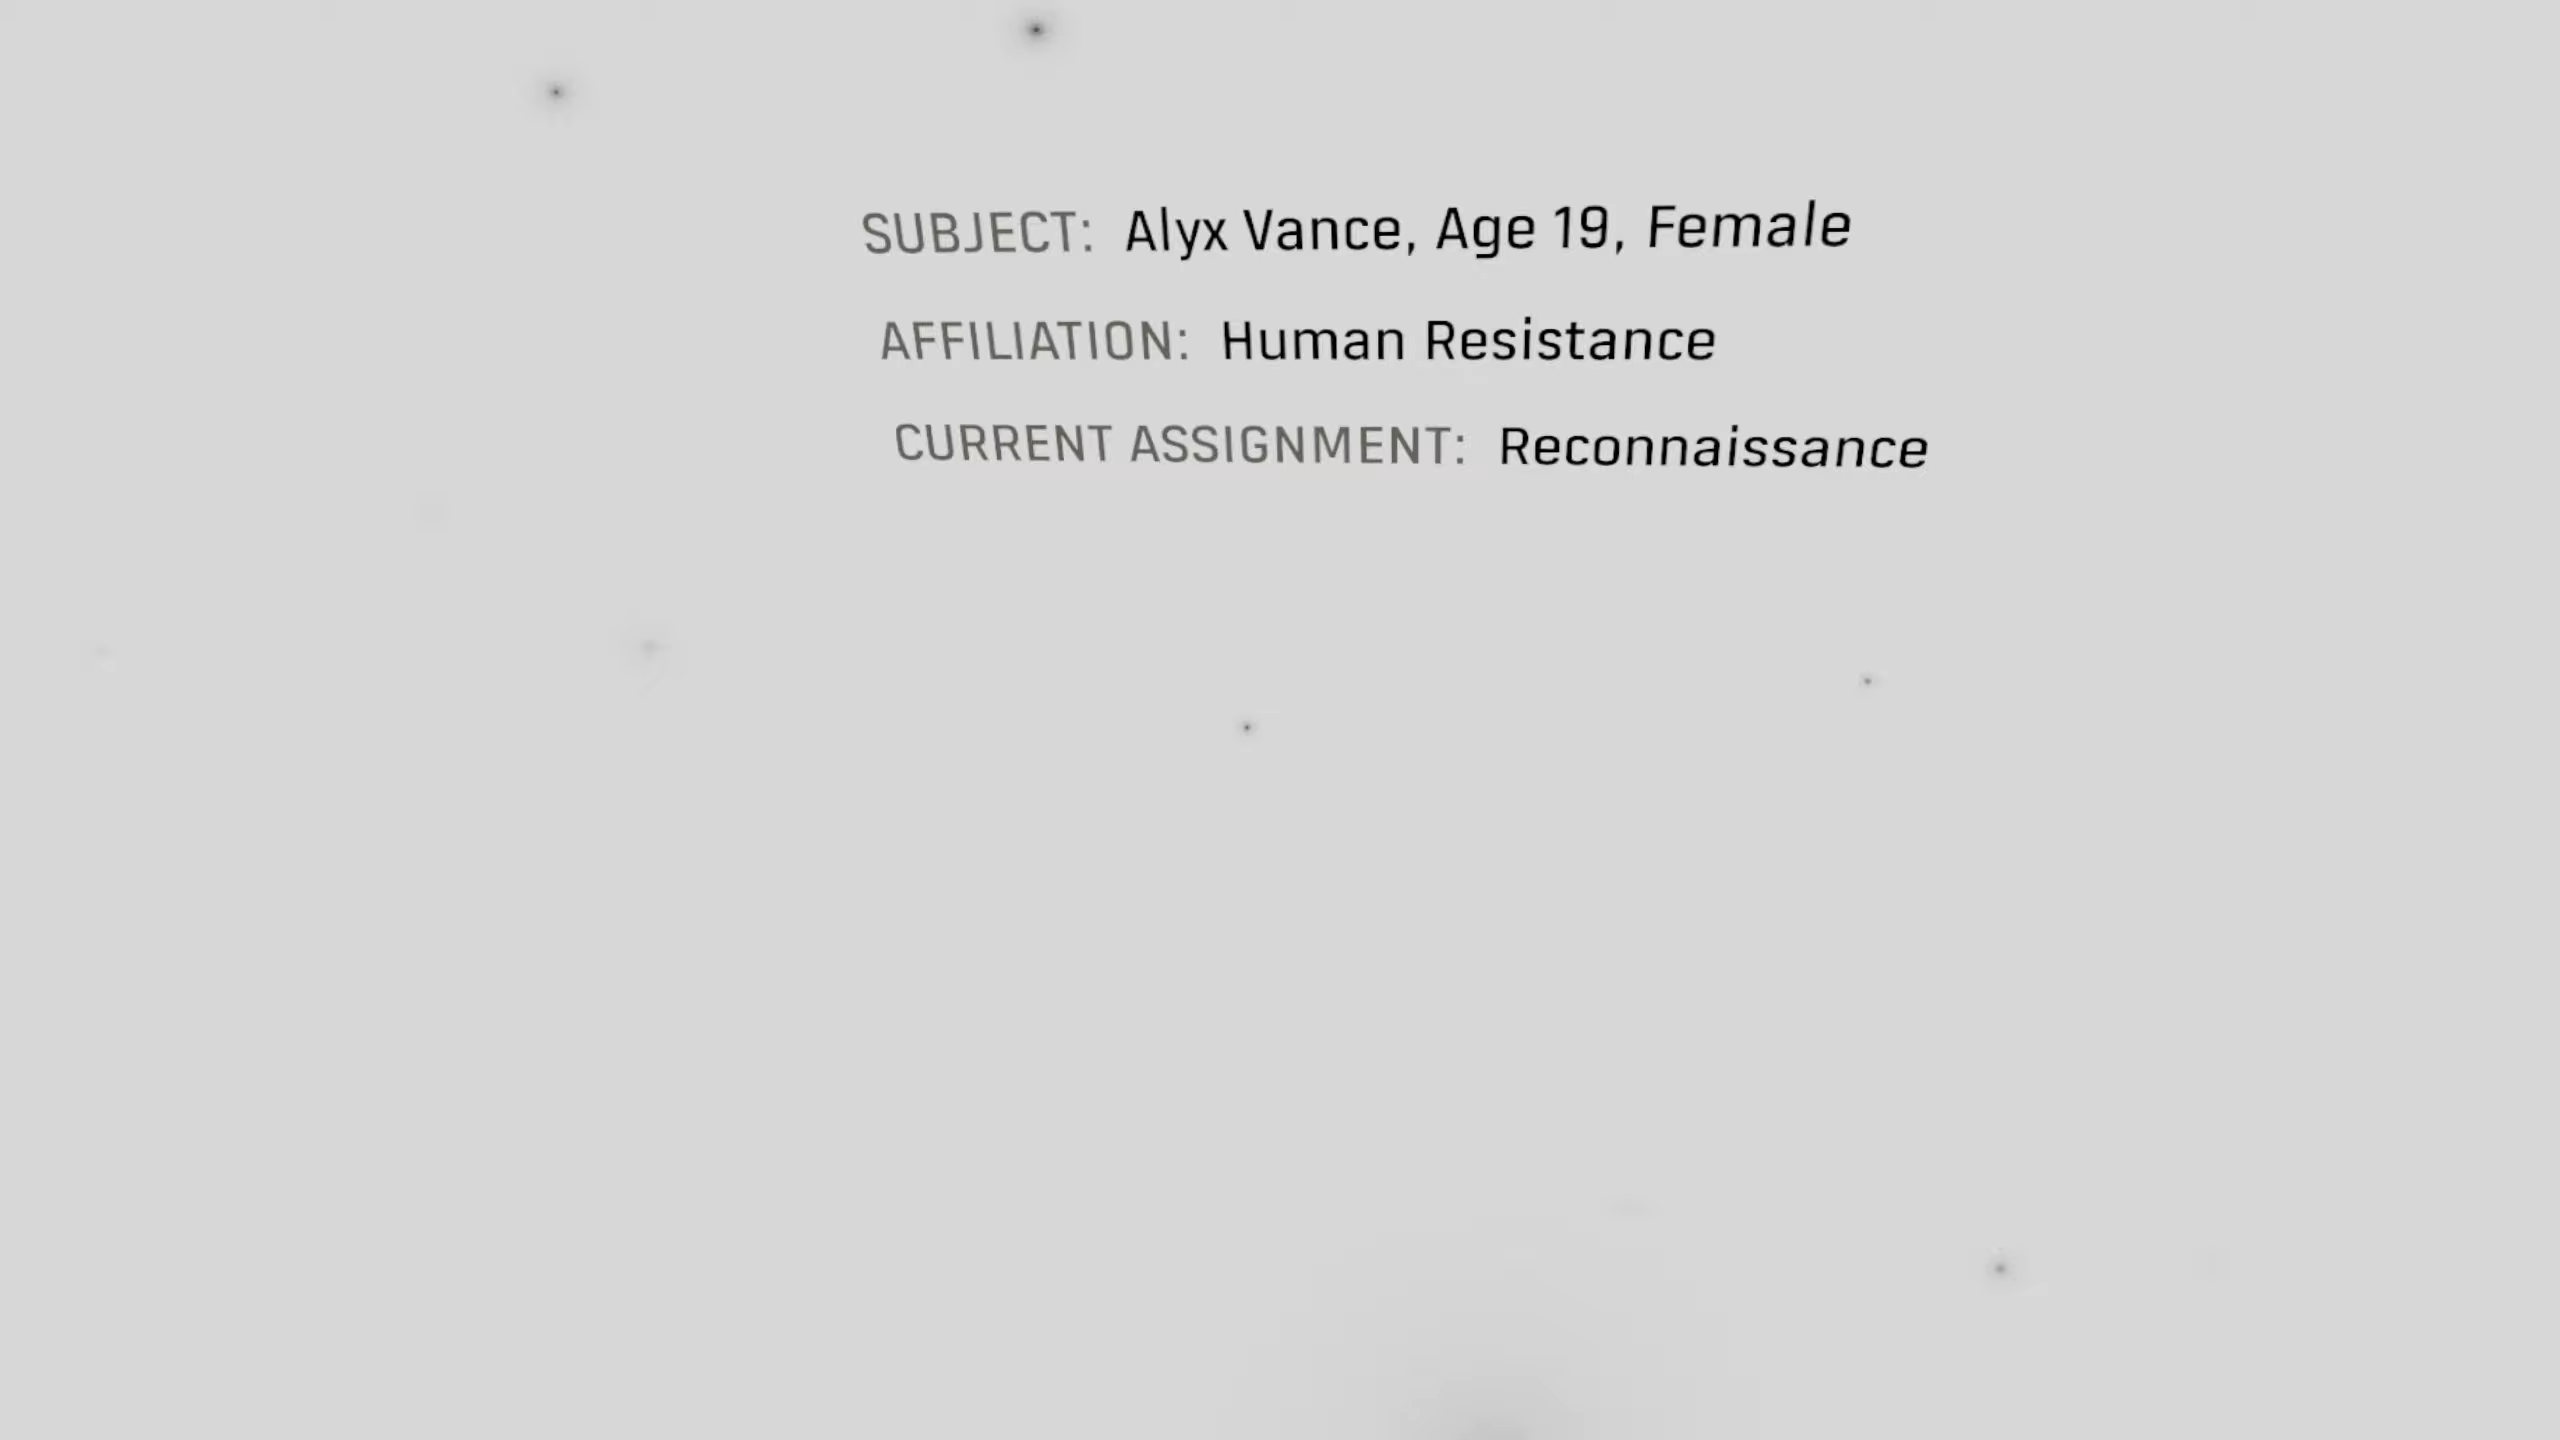 SUBJECT: Alyx Vance, Age 19, Female
AFFILIATION: Human Resistance
CURRENT ASSIGNMENT: Reconnaissance